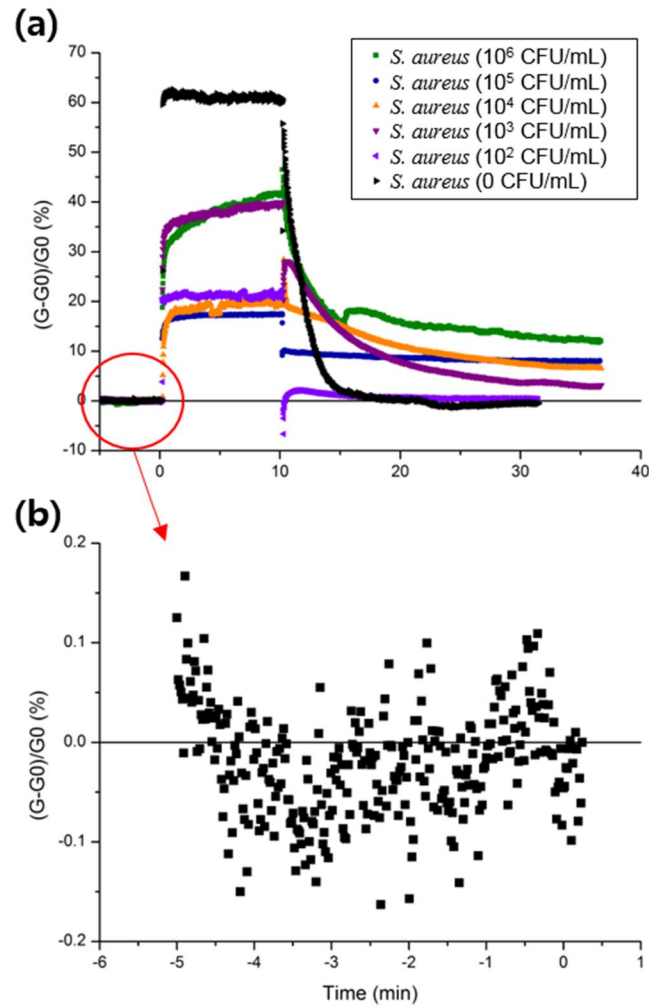 (a)
70
60
50
40
30
20
10
0
-10
(G-G0)/G0 (%)
S. aureus (10⁶ CFU/mL)
S. aureus (10⁵ CFU/mL)
S. aureus (10⁴ CFU/mL)
S. aureus (10³ CFU/mL)
S. aureus (10² CFU/mL)
S. aureus (0 CFU/mL)
0 10 20 30 40
(b)
0.2
0.1
0.0
-0.1
-0.2
(G-G0)/G0 (%)
-6 -5 -4 -3 -2 -1 0 1
Time (min)